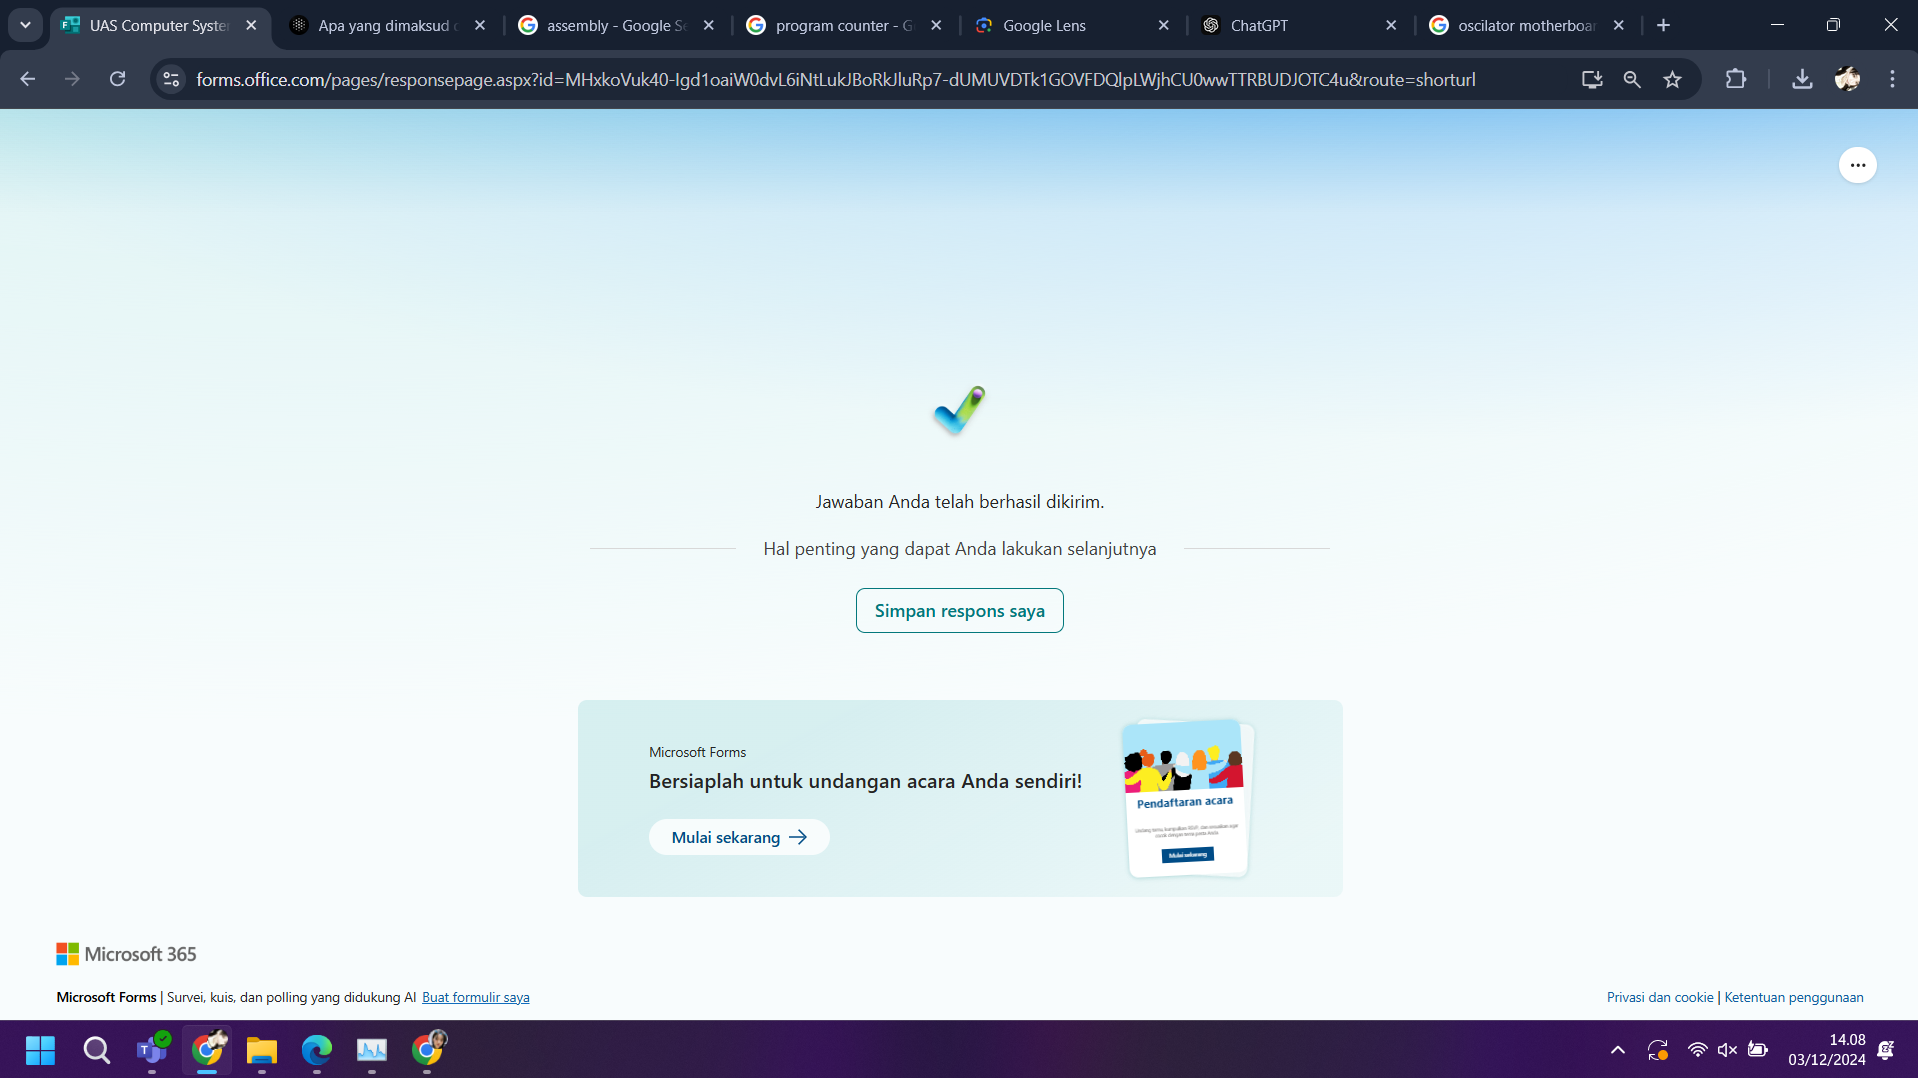 UAS Computer Syste
Apa yang dimaksud
assembly - Google Se
program counter - G
Google Lens
ChatGPT
oscilator motherboar
forms.office.com/pages/responsepage.aspx?id=MHxkoVuk40-Igd1oaiW0dvL6iNtLukJBoRkJluRp7-dUMUVDTk1GOVFDQlpLWjhCU0wwTTRBUDJOTC4u&route=shorturl
Jawaban Anda telah berhasil dikirim.
Hal penting yang dapat Anda lakukan selanjutnya
Simpan respons saya
Microsoft Forms
Bersiaplah untuk undangan acara Anda sendiri!
Mulai sekarang
Pendaftaran acara
Mulai sekarang
Microsoft 365
Microsoft Forms | Survei, kuis, dan polling yang didukung AI Buat formulir saya
Privasi dan cookie | Ketentuan penggunaan
14.08
03/12/2024